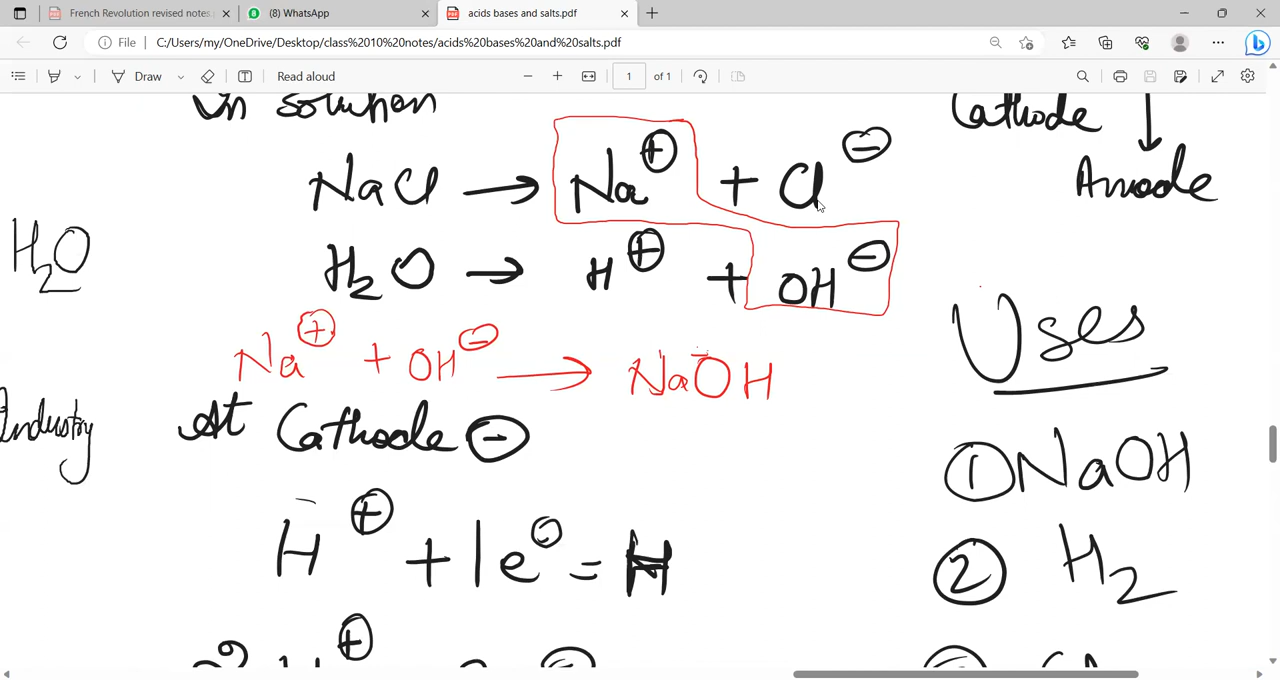 French Revolution revised notes
(8) WhatsApp
acids bases and salts.pdf
File
C:/Users/my/OneDrive/Desktop/class%2010%20notes/acids%20bases%20and%20salts.pdf
Draw
Read aloud
1 of 1
In solution
Cathode ↓
Anode
NaCl → Na⊕ + Cl⊖
H2O
H2O → H⊕ + OH⊖
Uses
Na⊕ + OH⊖ → NaOH
Industry
At Cathode ⊖
① NaOH
H⊕ + 1e⊖ = H
② H2